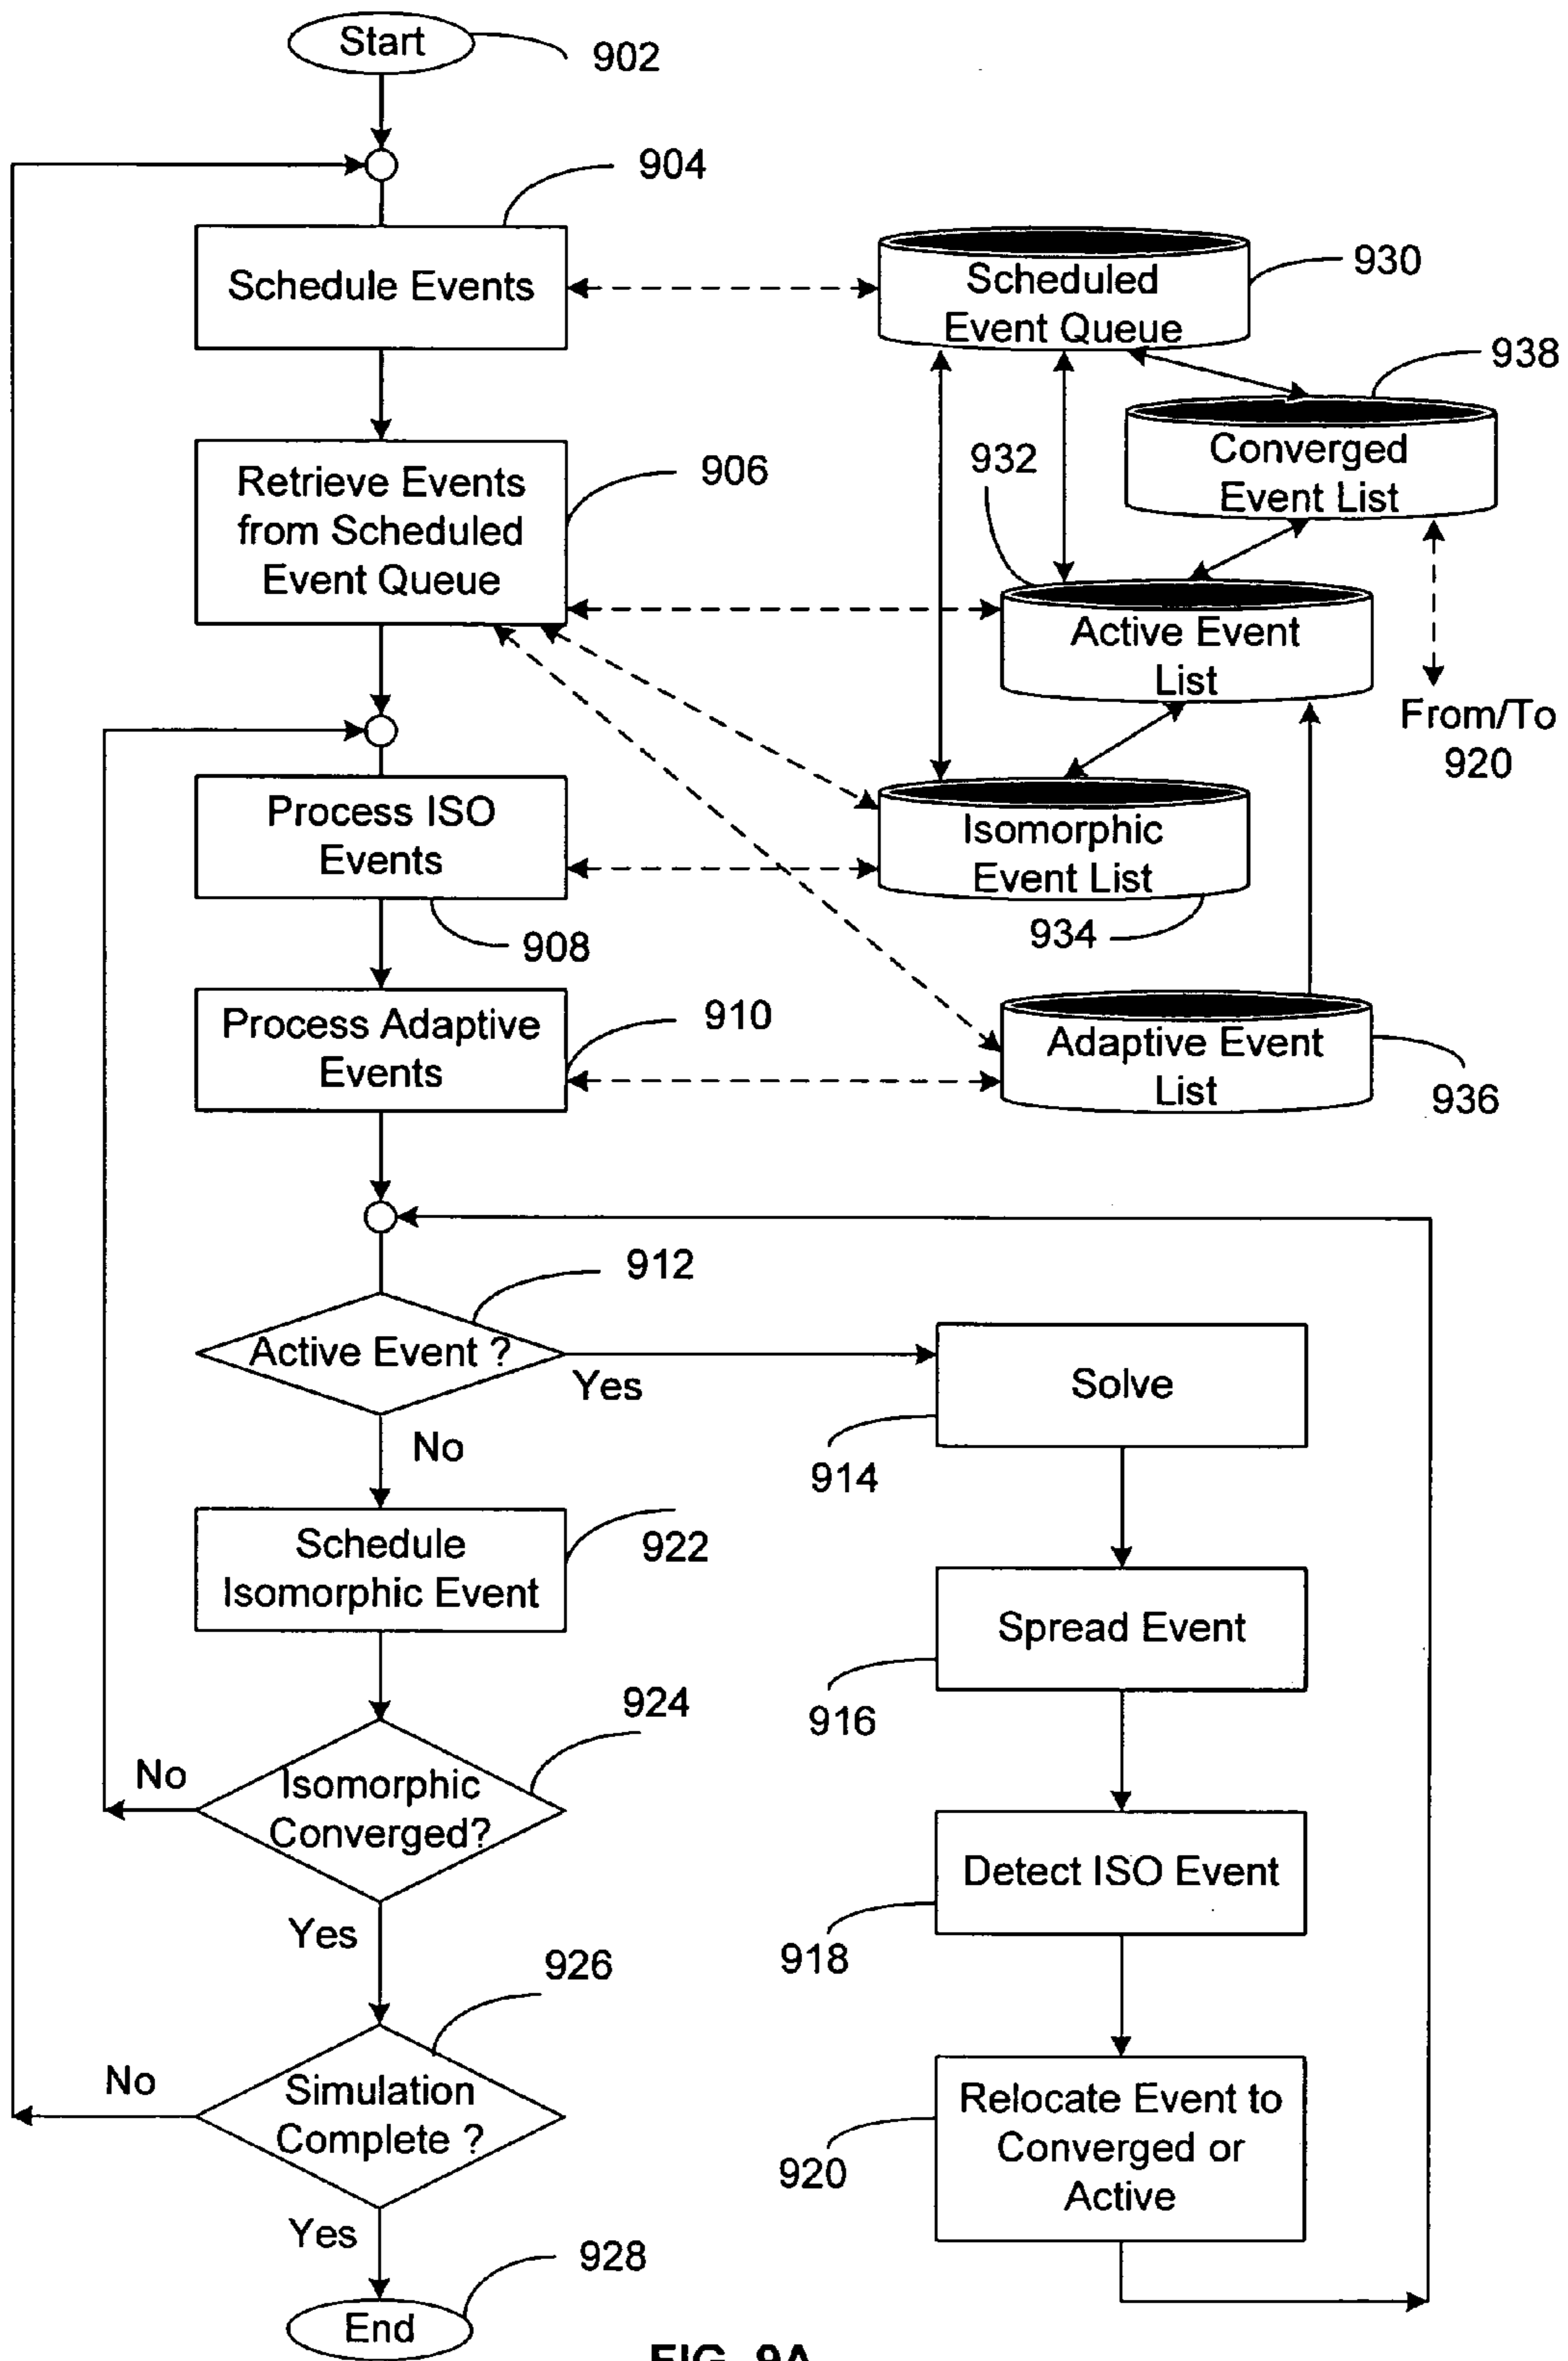 Start
902
904
Schedule Events
Scheduled
Event Queue
930
938
Retrieve Events
from Scheduled
Event Queue
906
932
Converged
Event List
Active Event
List
From/To
920
Process ISO
Events
908
Isomorphic
Event List
934
Process Adaptive
Events
910
Adaptive Event
List
936
912
Active Event ?
Yes
No
Solve
914
Schedule
Isomorphic Event
922
Spread Event
916
924
Isomorphic
Converged?
No
Yes
Detect ISO Event
918
926
Simulation
Complete ?
No
Yes
Relocate Event to
Converged or
Active
920
928
End
FIG. 9A